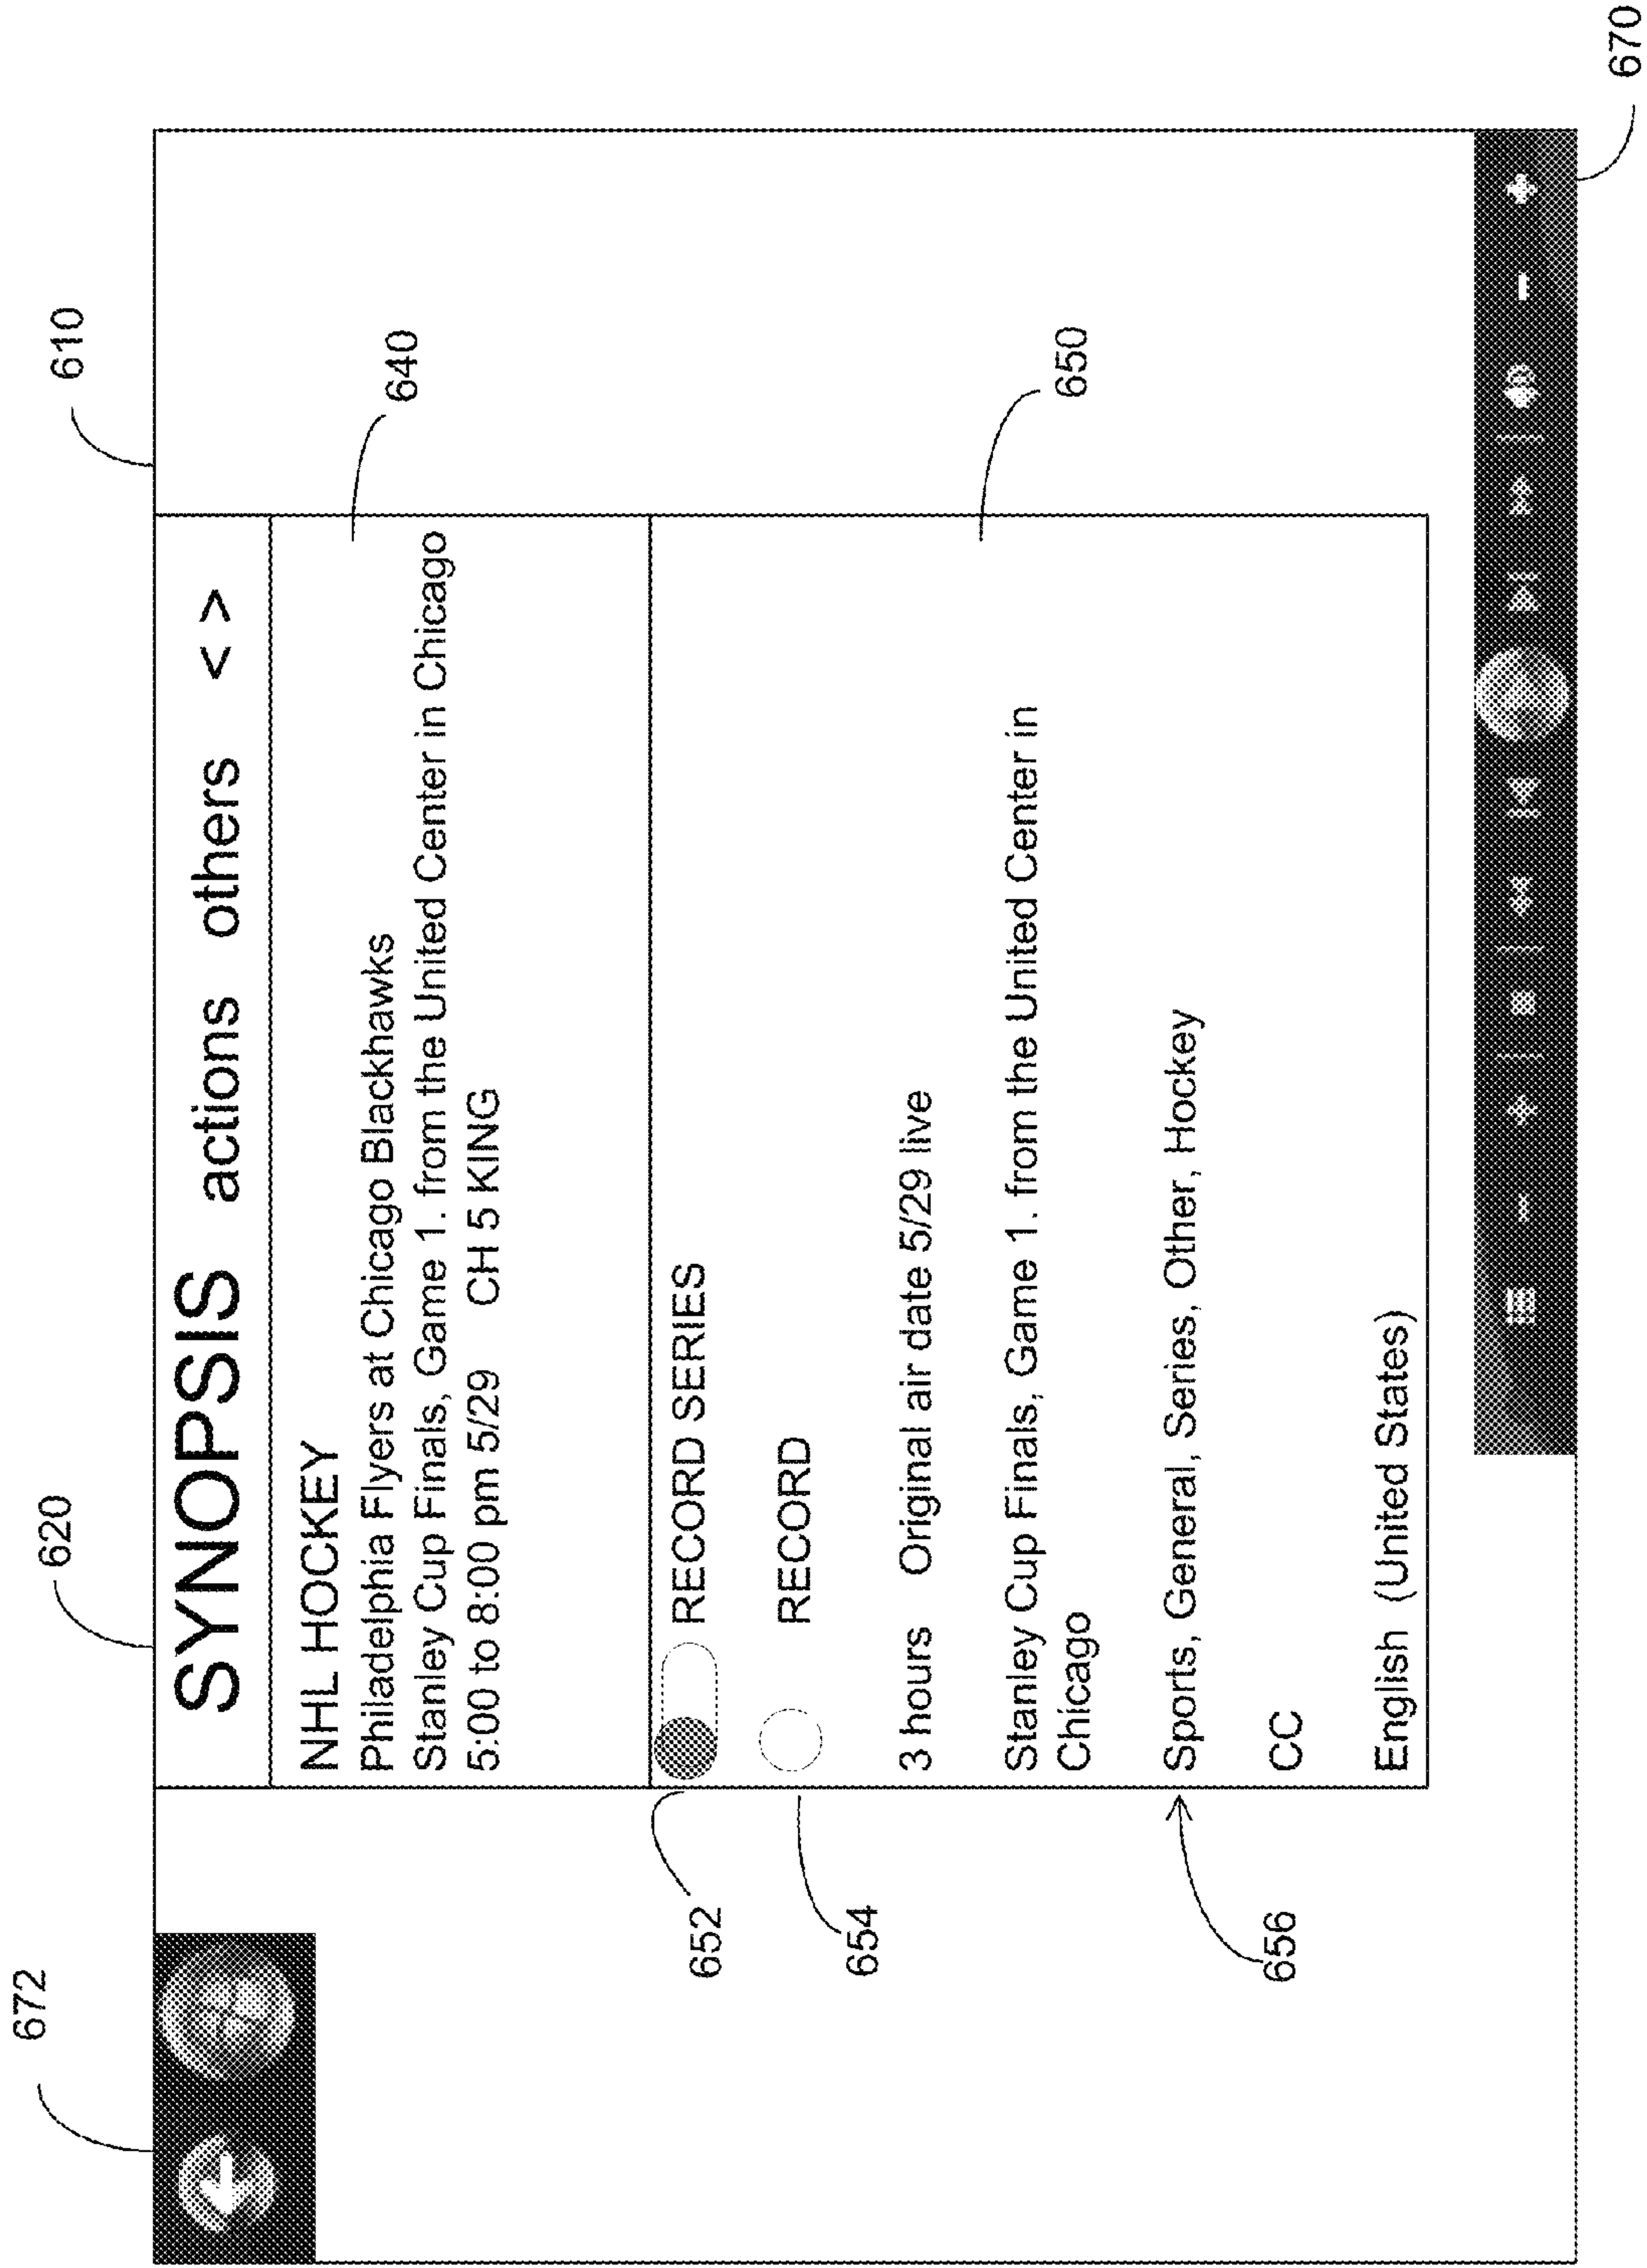 672
620
610
SYNOPSIS actions others < >
NHL HOCKEY
Philadelphia Flyers at Chicago Blackhawks
Stanley Cup Finals, Game 1. from the United Center in Chicago
5:00 to 8:00 pm 5/29 CH 5 KING
640
652
RECORD SERIES
654
RECORD
3 hours Original air date 5/29 live
650
Stanley Cup Finals, Game 1. from the United Center in
Chicago
656
Sports, General, Series, Other, Hockey
CC
English (United States)
670